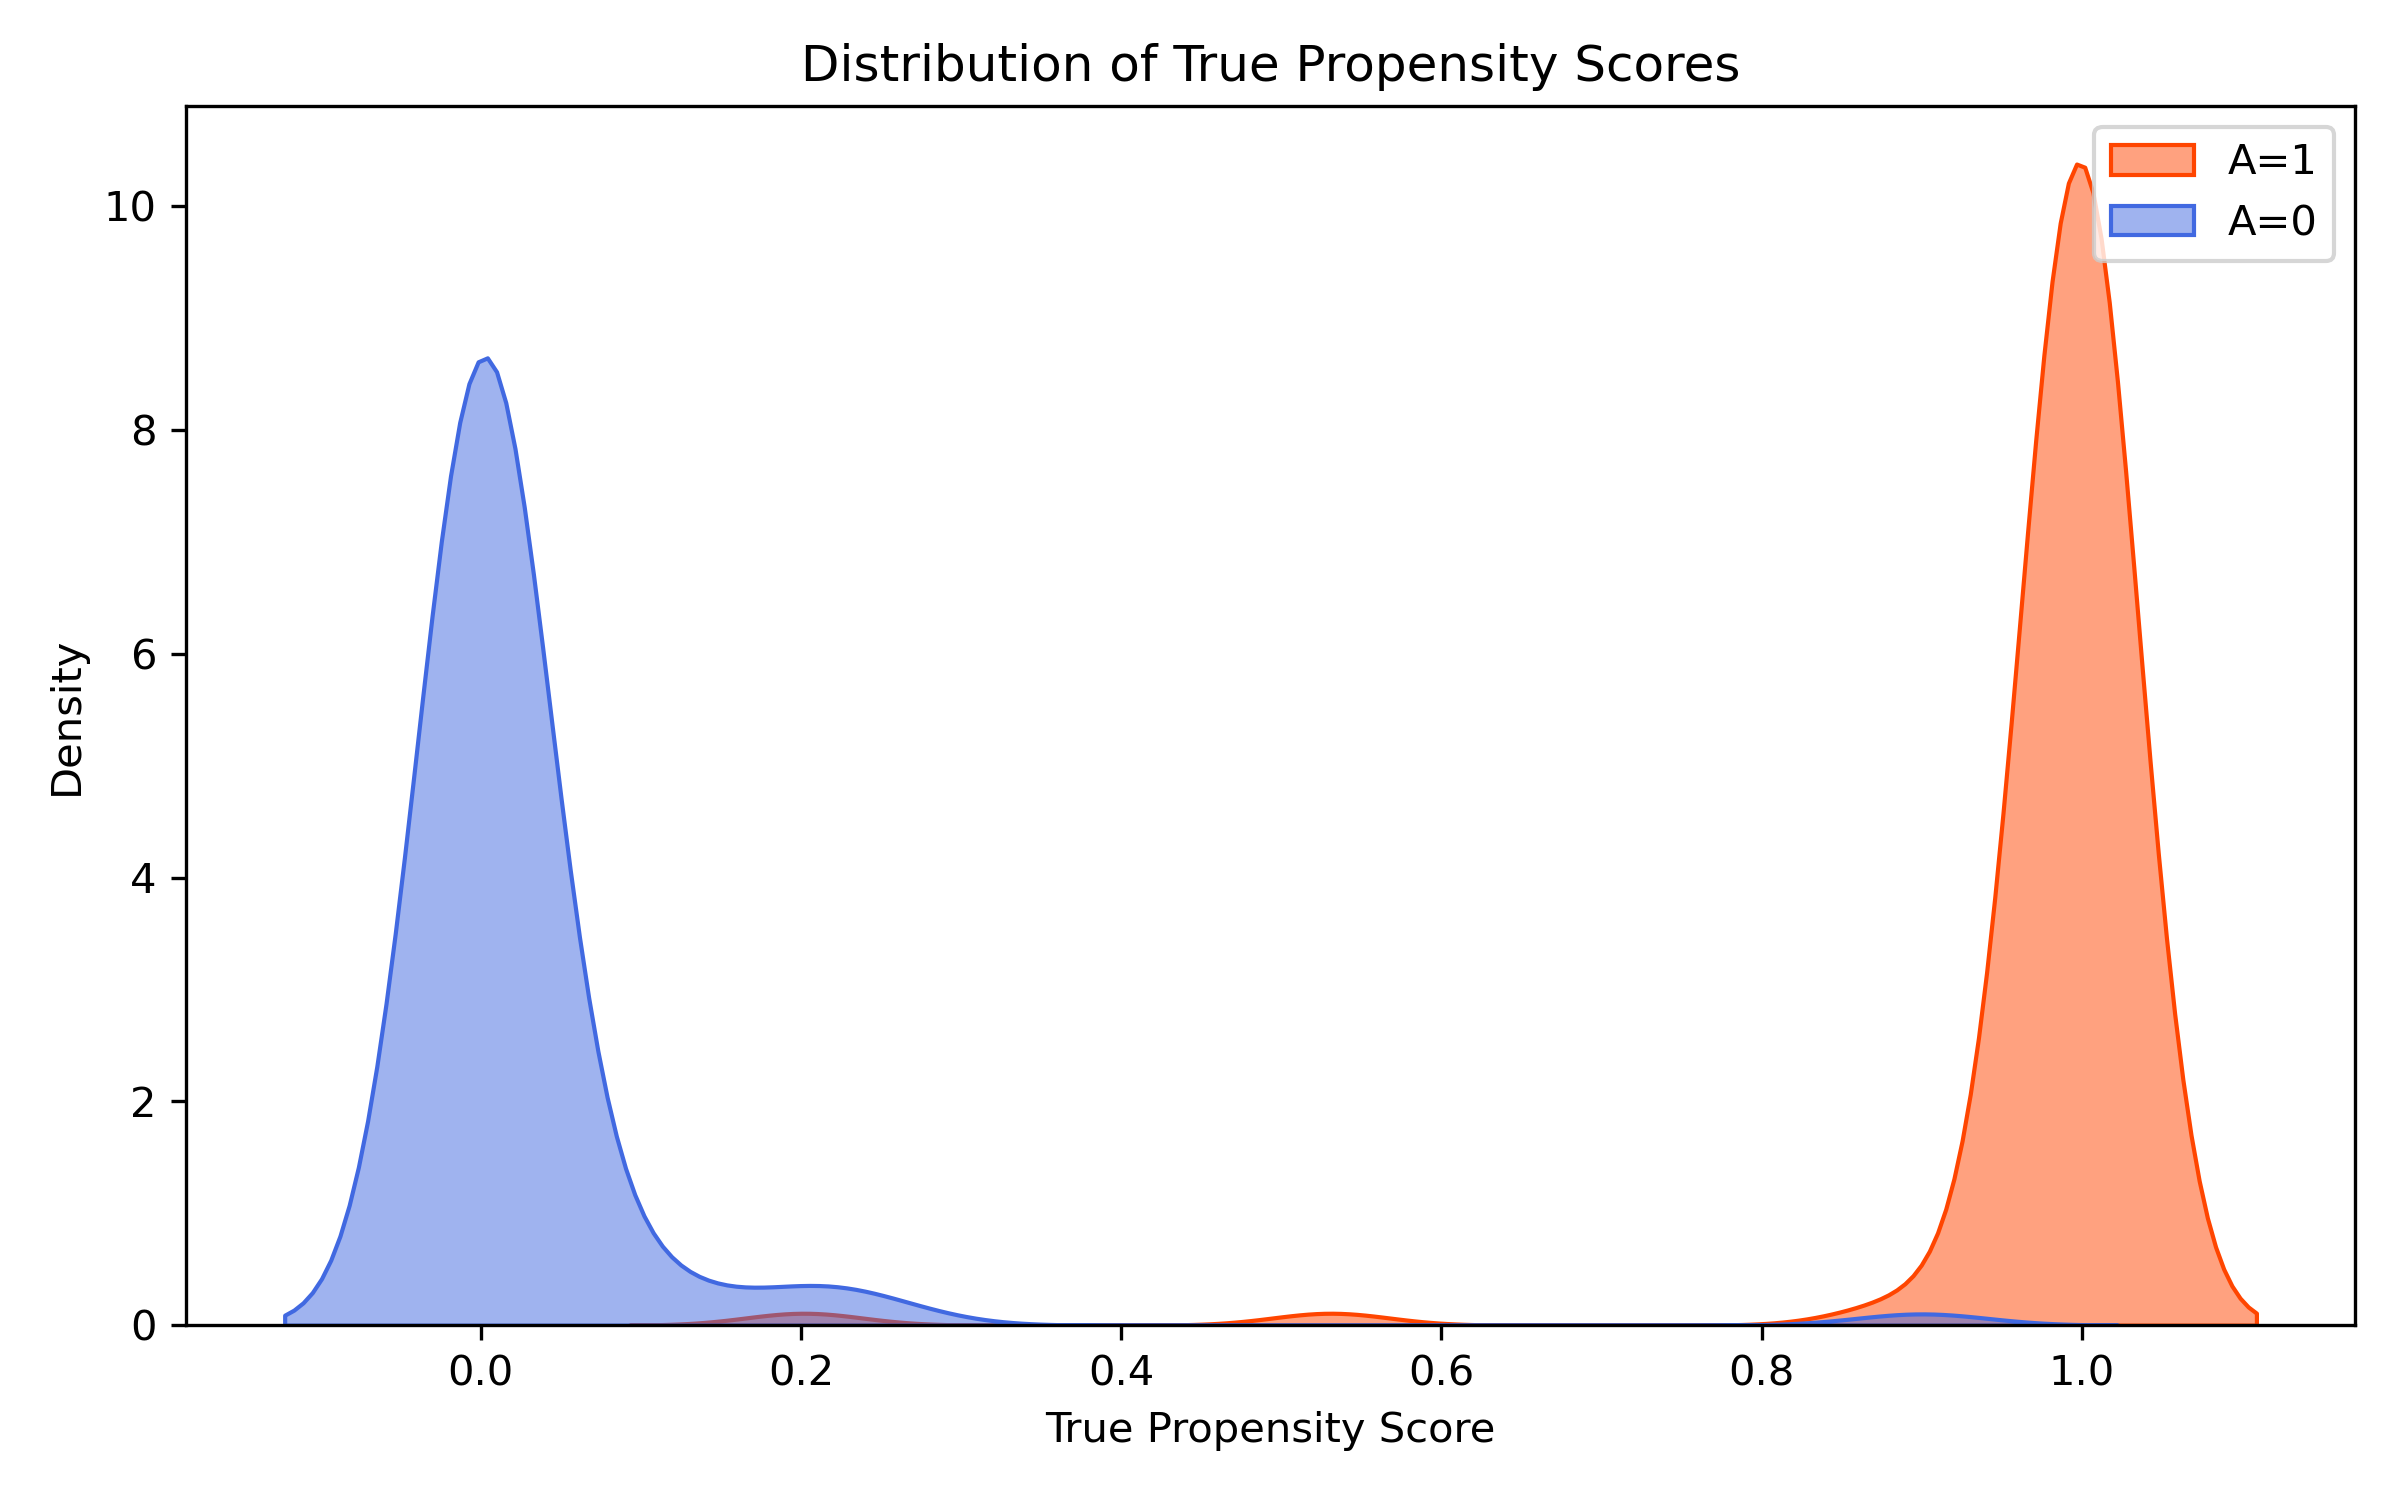 Distribution of True Propensity Scores
A=1
A=0
10
8
6
4
2
0
Density
0.0 0.2 0.4 0.6 0.8 1.0
True Propensity Score